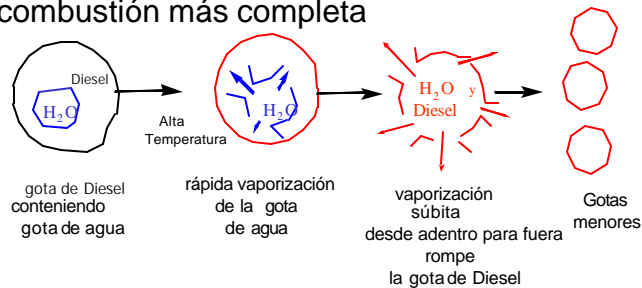 combustión más completa
Diesel
H2O
Alta
Temperatura
H2O
H2O y
Diesel
gota de Diesel
conteniendo
gota de agua
rápida vaporización
de la gota
de agua
vaporización
súbita
desde adentro para fuera
rompe
la gota de Diesel
Gotas
menores